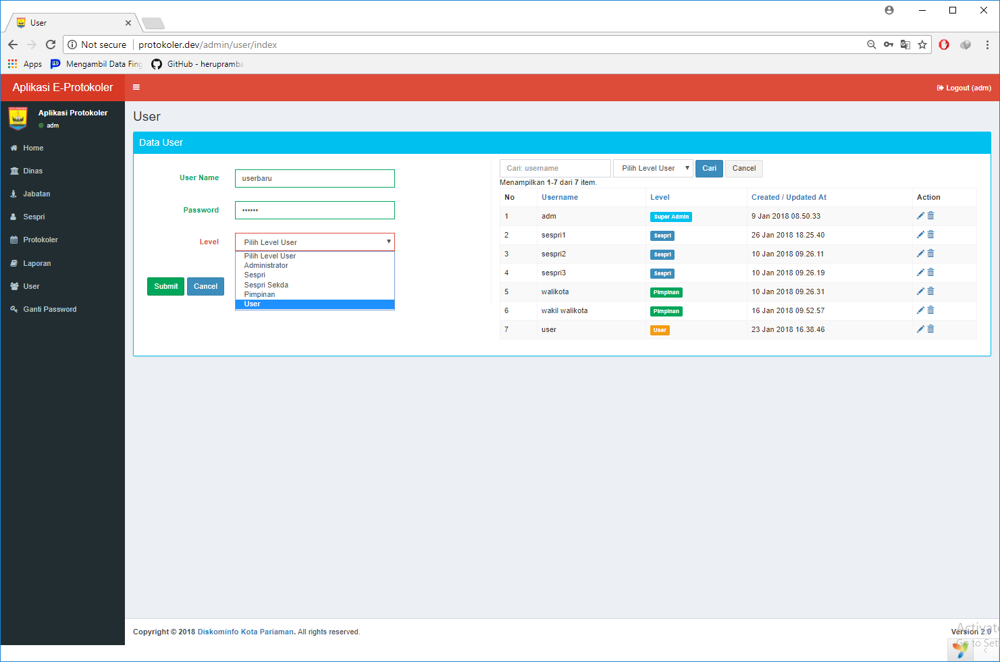 User
Not secure protokoler.dev/admin/user/index
Apps Mengambil Data Fing GitHub - herupramba
Aplikasi E-Protokoler
Logout (adm)
Aplikasi Protokoler
adm
Home
Dinas
Jabatan
Sespri
Protokoler
Laporan
User
Ganti Password
User
Data User
User Name userbaru
Password ••••••
Level Pilih Level User
Pilih Level User
Administrator
Sespri
Sespri Sekda
Pimpinan
User
Submit Cancel
Cari: username Pilih Level User Cari Cancel
Menampilkan 1-7 dari 7 item.
No Username Level Created / Updated At Action
1 adm Super Admin 9 Jan 2018 08.50.33
2 sespri1 Sespri 26 Jan 2018 18.25.40
3 sespri2 Sespri 10 Jan 2018 09.26.11
4 sespri3 Sespri 10 Jan 2018 09.26.19
5 walikota Pimpinan 10 Jan 2018 09.26.31
6 wakil walikota Pimpinan 16 Jan 2018 09.52.57
7 user User 23 Jan 2018 16.38.46
Copyright © 2018 Diskominfo Kota Pariaman. All rights reserved.
Version 2.0
Activate
Go to Sett